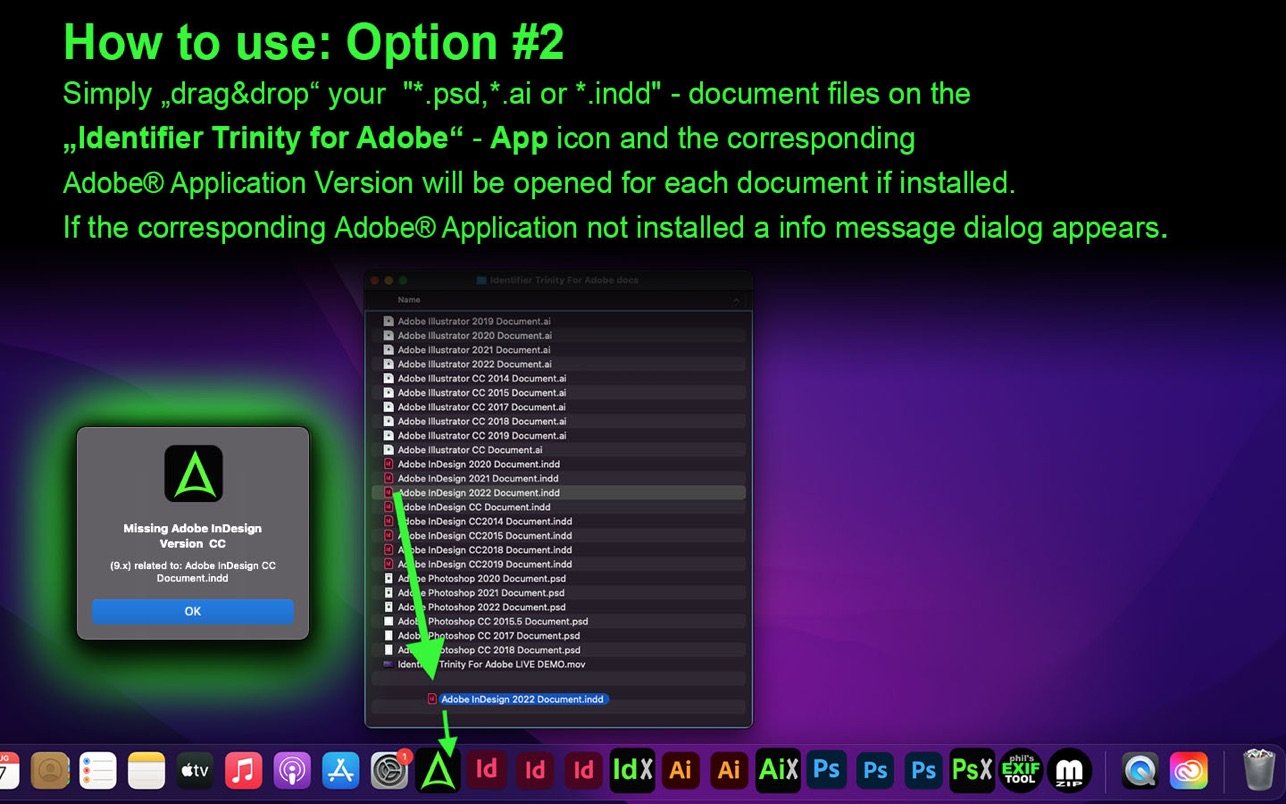 How to use: Option #2
Simply „drag&drop“ your "*.psd,*.ai or *.indd" - document files on the
„Identifier Trinity for Adobe“ - App icon and the corresponding
Adobe® Application Version will be opened for each document if installed.
If the corresponding Adobe® Application not installed a info message dialog appears.
Identifier Trinity For Adobe docs
Name
Adobe Illustrator 2019 Document.ai
Adobe Illustrator 2020 Document.ai
Adobe Illustrator 2021 Document.ai
Adobe Illustrator 2022 Document.ai
Adobe Illustrator CC 2014 Document.ai
Adobe Illustrator CC 2015 Document.ai
Adobe Illustrator CC 2017 Document.ai
Adobe Illustrator CC 2018 Document.ai
Adobe Illustrator CC 2019 Document.ai
Adobe Illustrator CC Document.ai
Adobe InDesign 2020 Document.indd
Adobe InDesign 2021 Document.indd
Adobe InDesign 2022 Document.indd
Adobe InDesign CC Document.indd
Adobe InDesign CC2014 Document.indd
Adobe InDesign CC2015 Document.indd
Adobe InDesign CC2018 Document.indd
Adobe InDesign CC2019 Document.indd
Adobe Photoshop 2020 Document.psd
Adobe Photoshop 2021 Document.psd
Adobe Photoshop 2022 Document.psd
Adobe Photoshop CC 2015.5 Document.psd
Adobe Photoshop CC 2017 Document.psd
Adobe Photoshop CC 2018 Document.psd
Identifier Trinity For Adobe LIVE DEMO.mov
Adobe InDesign 2022 Document.indd
Missing Adobe InDesign
Version CC
(9.x) related to: Adobe InDesign CC
Document.indd
OK
tv
1
Id
Id
Id
IdX
Ai
Ai
AiX
Ps
Ps
Ps
PsX
phil's
EXIF
TOOL
m
ZIP